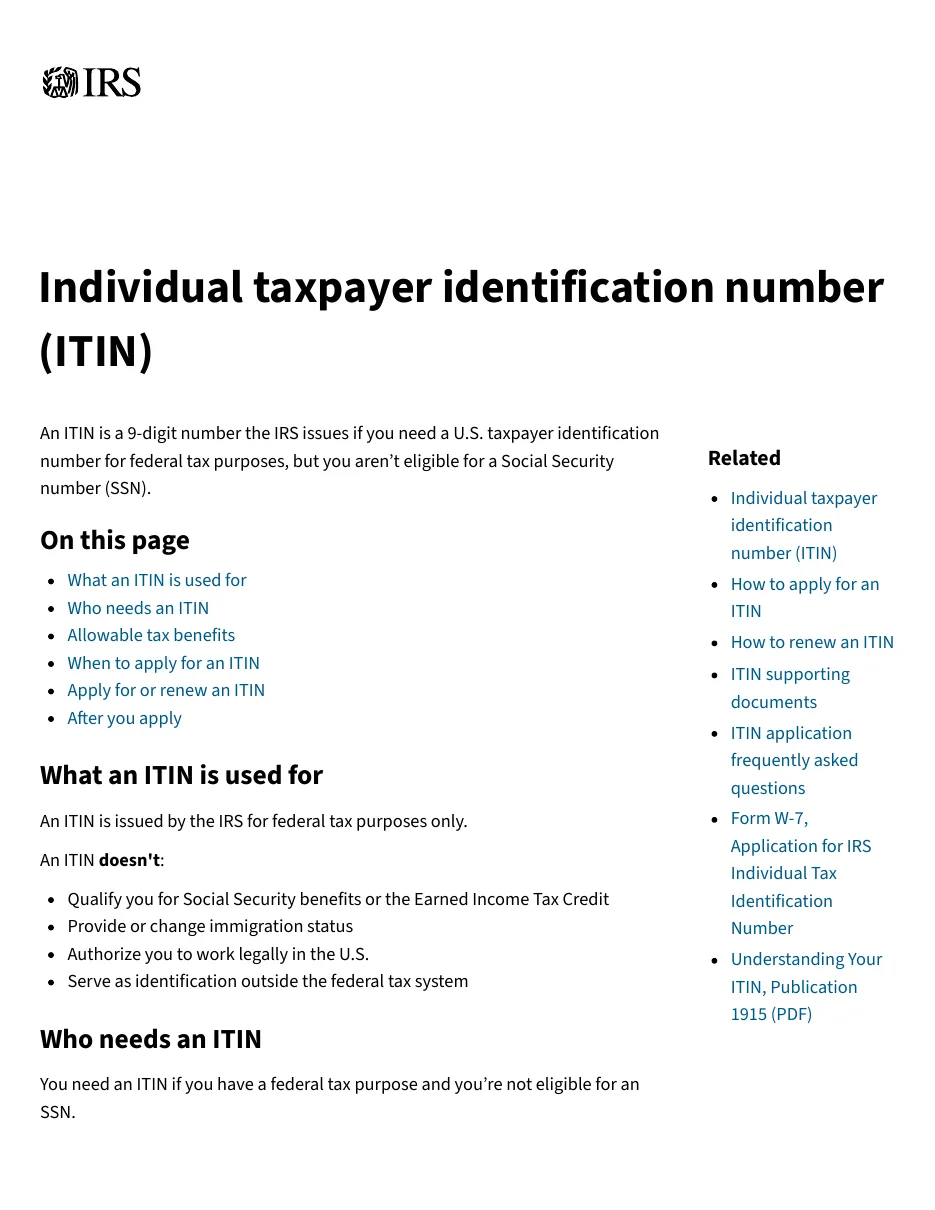 IRS
Individual taxpayer identification number
(ITIN)
An ITIN is a 9-digit number the IRS issues if you need a U.S. taxpayer identification
number for federal tax purposes, but you aren’t eligible for a Social Security
number (SSN).
On this page
What an ITIN is used for
Who needs an ITIN
Allowable tax benefits
When to apply for an ITIN
Apply for or renew an ITIN
After you apply
What an ITIN is used for
An ITIN is issued by the IRS for federal tax purposes only.
An ITIN doesn't:
Qualify you for Social Security benefits or the Earned Income Tax Credit
Provide or change immigration status
Authorize you to work legally in the U.S.
Serve as identification outside the federal tax system
Who needs an ITIN
You need an ITIN if you have a federal tax purpose and you’re not eligible for an
SSN.
Related
Individual taxpayer
identification
number (ITIN)
How to apply for an
ITIN
How to renew an ITIN
ITIN supporting
documents
ITIN application
frequently asked
questions
Form W-7,
Application for IRS
Individual Tax
Identification
Number
Understanding Your
ITIN, Publication
1915 (PDF)